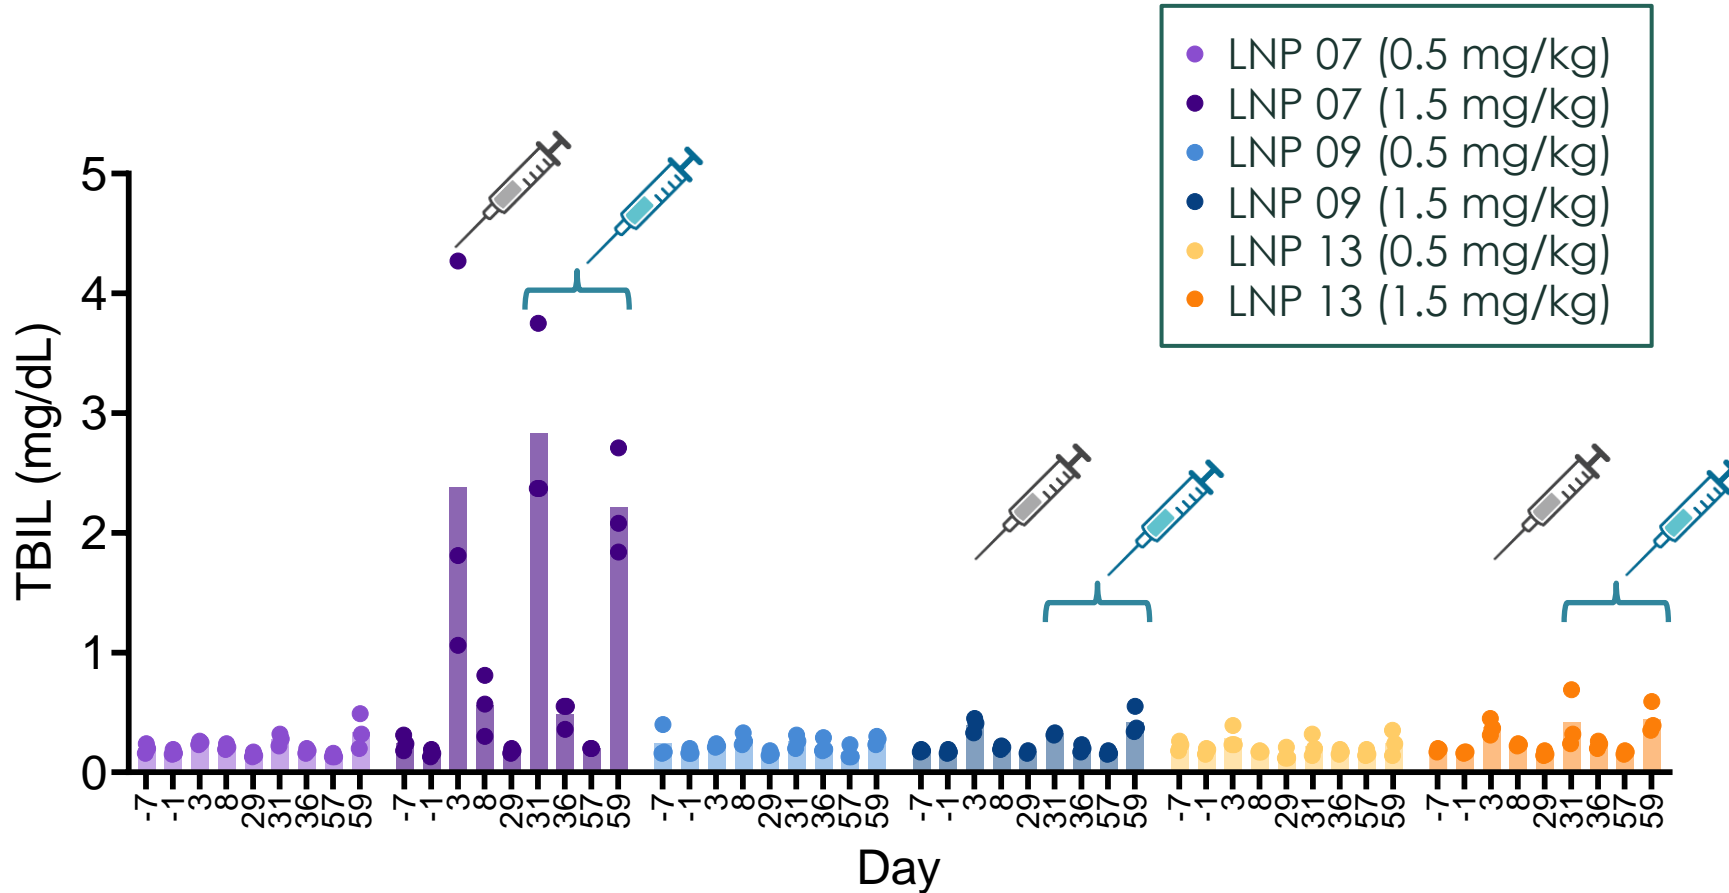 LNP 07 (0.5 mg/kg)
LNP 07 (1.5 mg/kg)
LNP 09 (0.5 mg/kg)
LNP 09 (1.5 mg/kg)
LNP 13 (0.5 mg/kg)
LNP 13 (1.5 mg/kg)
TBIL (mg/dL)
5
4
3
2
1
0
-7 -1 3 8 29 31 36 57 59 -7 -1 3 8 29 31 36 57 59 -7 -1 3 8 29 31 36 57 59 -7 -1 3 8 29 31 36 57 59 -7 -1 3 8 29 31 36 57 59 -7 -1 3 8 29 31 36 57 59
Day